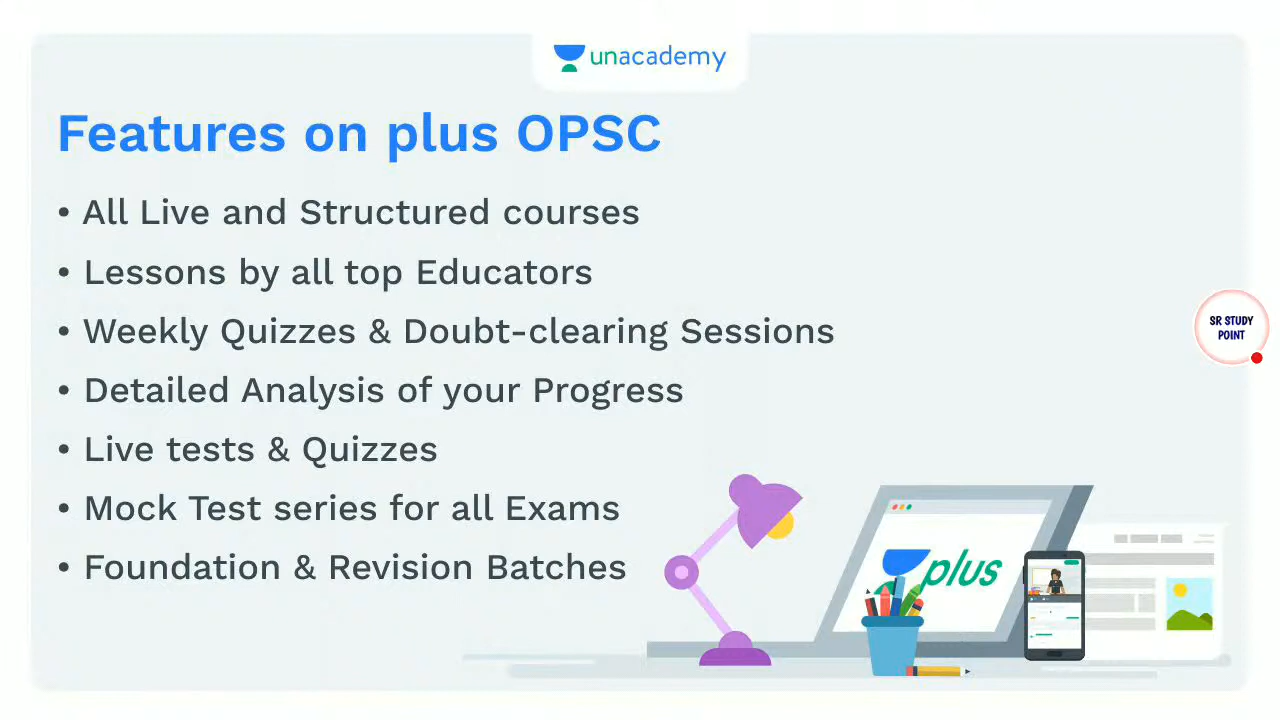 unacademy
Features on plus OPSC
• All Live and Structured courses
• Lessons by all top Educators
• Weekly Quizzes & Doubt-clearing Sessions
• Detailed Analysis of your Progress
• Live tests & Quizzes
• Mock Test series for all Exams
• Foundation & Revision Batches
SR STUDY
POINT
plus